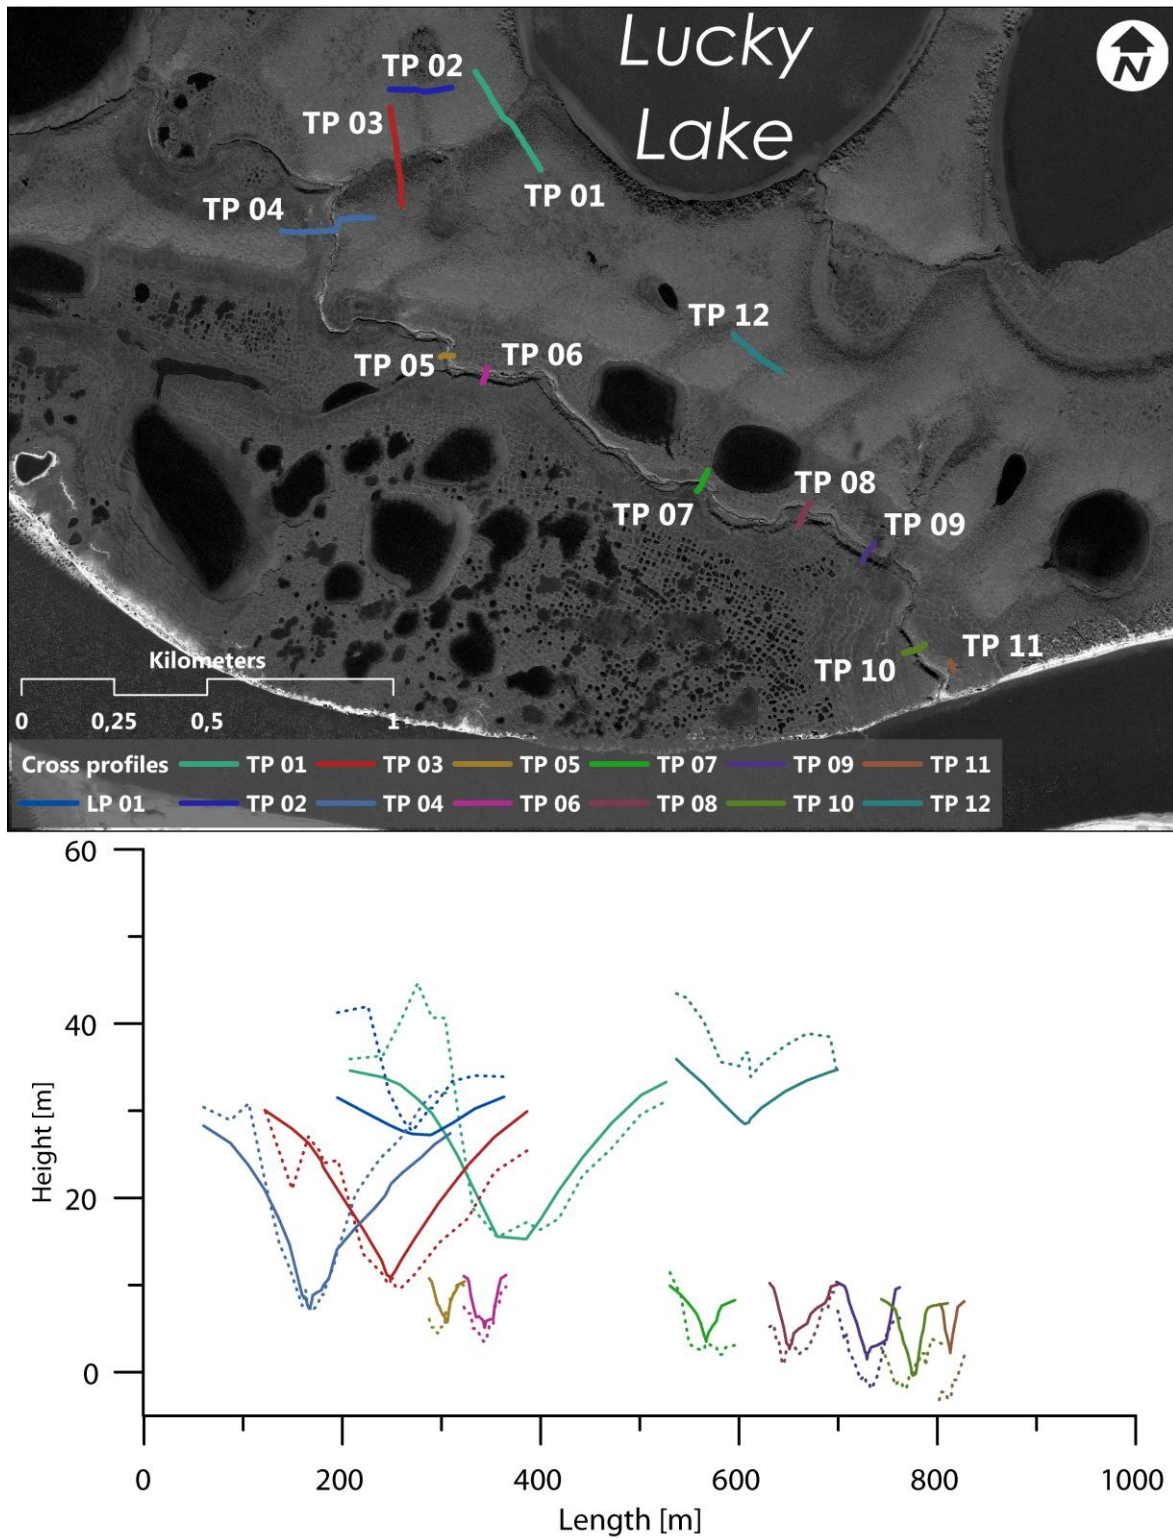 Lucky
Lake
N
TP 02
TP 03
TP 01
TP 04
TP 12
TP 05
TP 06
TP 07
TP 08
TP 09
TP 10
TP 11
Kilometers
0 0,25 0,5 1
Cross profiles TP 01 TP 03 TP 05 TP 07 TP 09 TP 11
LP 01 TP 02 TP 04 TP 06 TP 08 TP 10 TP 12
60
40
20
0
Height [m]
0 200 400 600 800 1000
Length [m]